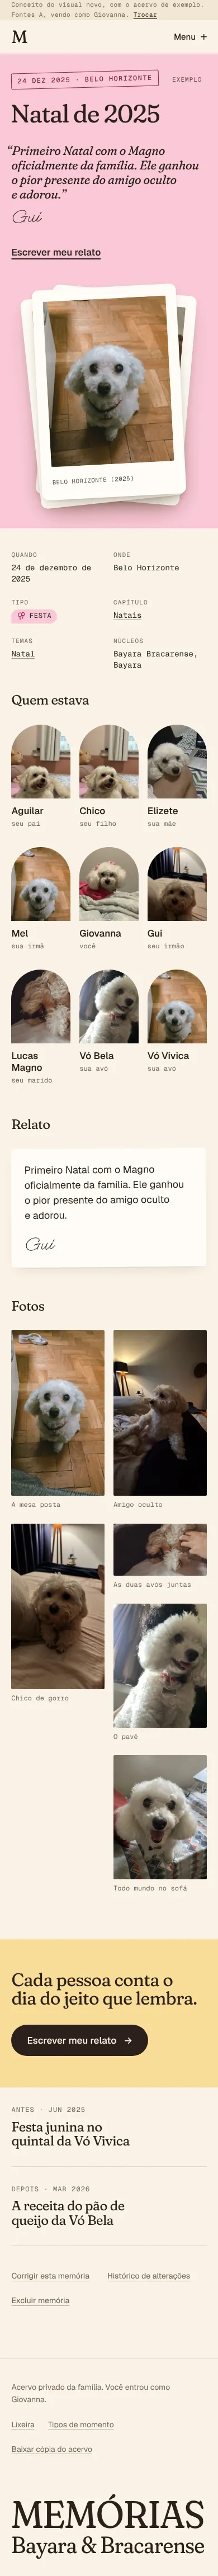 Conceito do visual novo, com o acervo de exemplo.
Fontes A, vendo como Giovanna. Trocar
M
Menu +
24 DEZ 2025 · BELO HORIZONTE
EXEMPLO
Natal de 2025
“Primeiro Natal com o Magno
oficialmente da família. Ele ganhou
o pior presente do amigo oculto
e adorou.”
Gui
Escrever meu relato
BELO HORIZONTE (2025)
QUANDO
24 de dezembro de
2025
ONDE
Belo Horizonte
TIPO
FESTA
CAPÍTULO
Natais
TEMAS
Natal
NÚCLEOS
Bayara Bracarense,
Bayara
Quem estava
Aguilar
seu pai
Chico
seu filho
Elizete
sua mãe
Mel
sua irmã
Giovanna
você
Gui
seu irmão
Lucas
Magno
seu marido
Vó Bela
sua avó
Vó Vivica
sua avó
Relato
Primeiro Natal com o Magno
oficialmente da família. Ele ganhou
o pior presente do amigo oculto
e adorou.
Gui
Fotos
A mesa posta
Amigo oculto
As duas avós juntas
Chico de gorro
O pavê
Todo mundo no sofá
Cada pessoa conta o
dia do jeito que lembra.
Escrever meu relato →
ANTES · JUN 2025
Festa junina no
quintal da Vó Vivica
DEPOIS · MAR 2026
A receita do pão de
queijo da Vó Bela
Corrigir esta memória
Histórico de alterações
Excluir memória
Acervo privado da família. Você entrou como
Giovanna.
Lixeira
Tipos de momento
Baixar cópia do acervo
MEMÓRIAS
Bayara & Bracarense